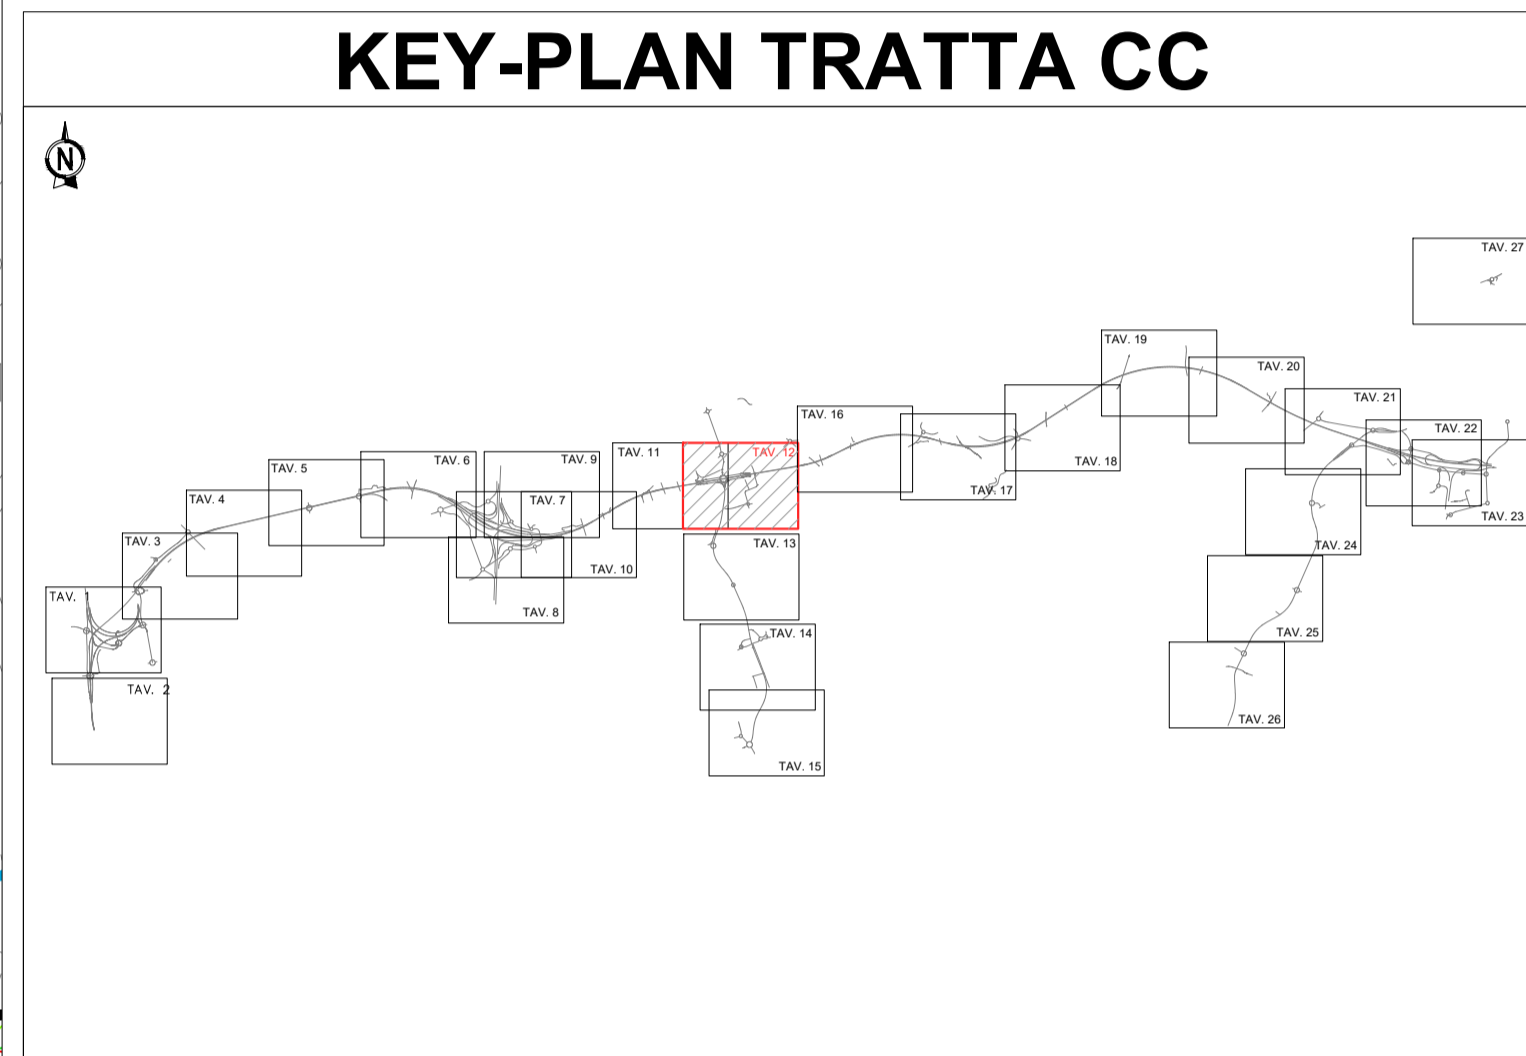 KEY-PLAN TRATTA CC
N
TAV. 27
TAV. 19
TAV. 20
TAV. 21
TAV. 16
TAV. 22
TAV. 11
TAV. 12
TAV. 5
TAV. 6
TAV. 9
TAV. 18
TAV. 17
TAV. 4
TAV. 7
TAV. 23
TAV. 3
TAV. 13
TAV. 24
TAV. 10
TAV. 1
TAV. 8
TAV. 14
TAV. 25
TAV. 2
TAV. 26
TAV. 15